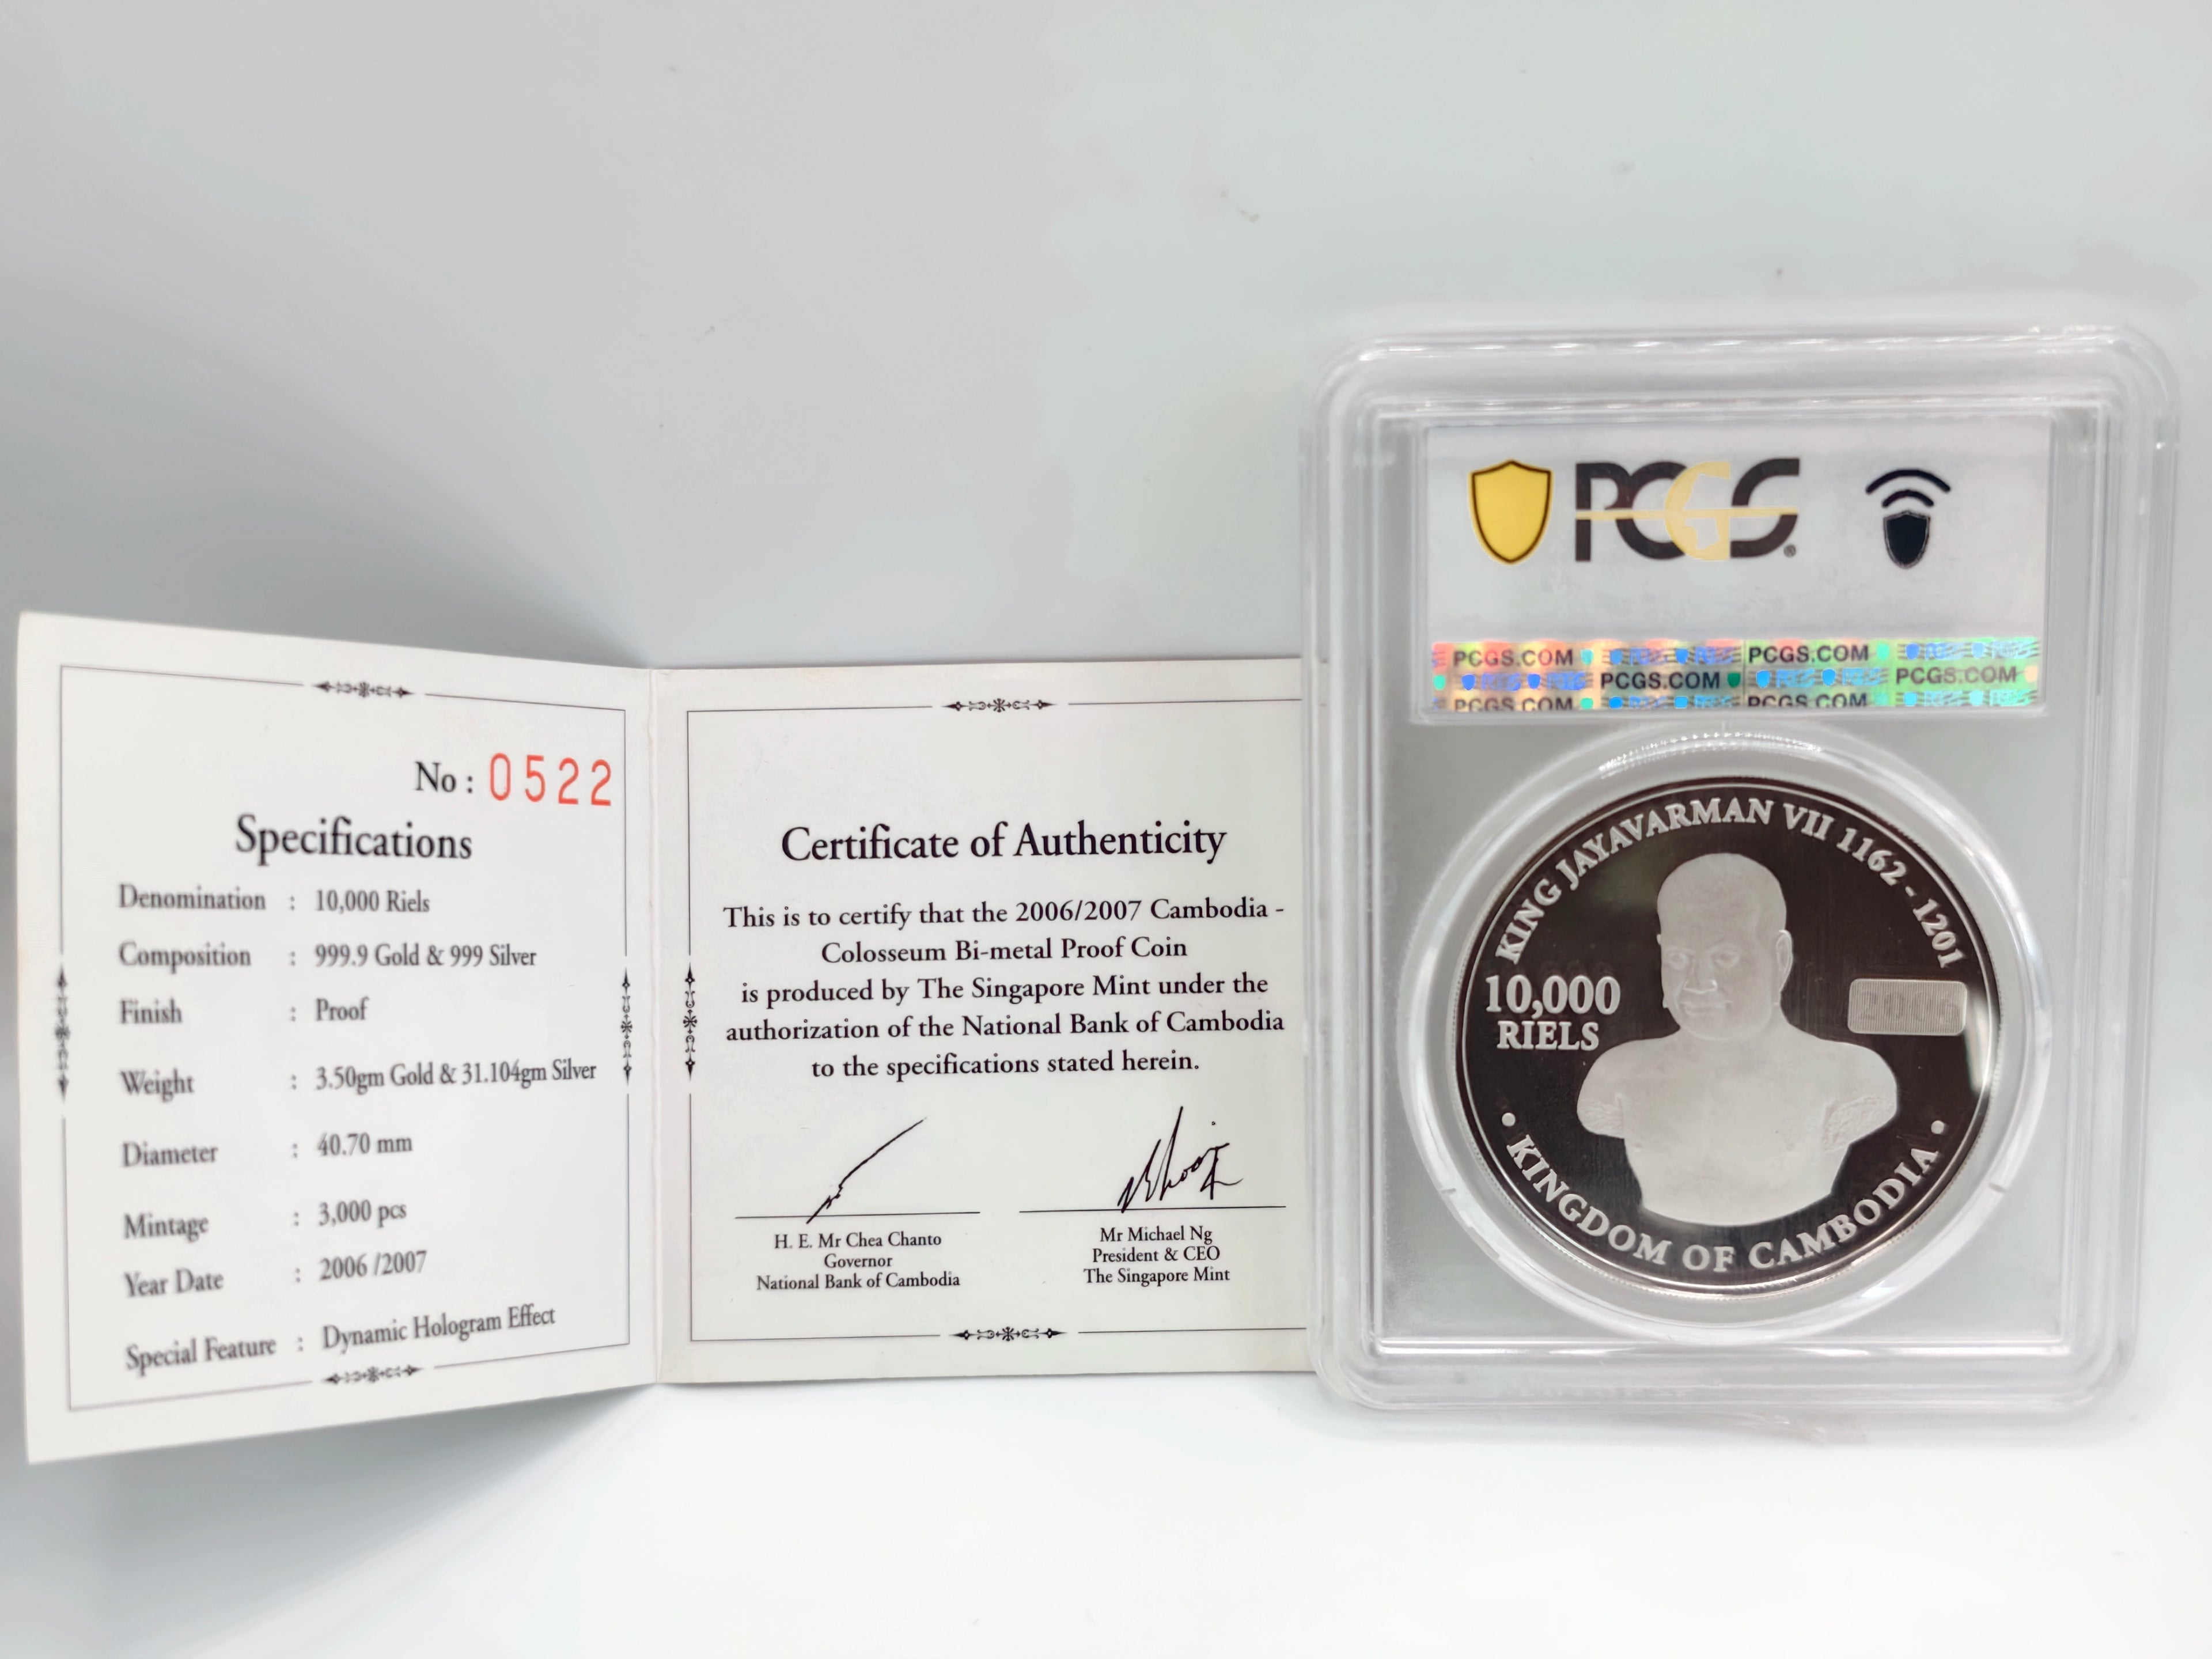 No : 0522
Specifications
Denomination : 10,000 Riels
Composition : 999.9 Gold & 999 Silver
Finish : Proof
Weight : 3.50gm Gold & 31.104gm Silver
Diameter : 40.70 mm
Mintage : 3,000 pcs
Year Date : 2006 /2007
Special Feature : Dynamic Hologram Effect
Certificate of Authenticity
This is to certify that the 2006/2007 Cambodia -
Colosseum Bi-metal Proof Coin
is produced by The Singapore Mint under the
authorization of the National Bank of Cambodia
to the specifications stated herein.
H. E. Mr Chea Chanto
Governor
National Bank of Cambodia
Mr Michael Ng
President & CEO
The Singapore Mint
PCGS
PCGS.COM PCGS.COM
PCGS.COM PCGS.COM
PCGS.COM PCGS.COM
KING JAYAVARMAN VII 1162 - 1201
10,000
RIELS
• KINGDOM OF CAMBODIA •